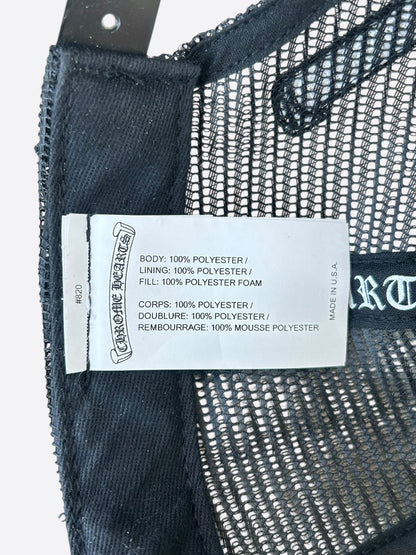 #820
CHROME HEARTS
BODY: 100% POLYESTER /
LINING: 100% POLYESTER /
FILL: 100% POLYESTER FOAM
CORPS: 100% POLYESTER /
DOUBLURE: 100% POLYESTER /
REMBOURRAGE: 100% MOUSSE POLYESTER
MADE IN U.S.A.
ART